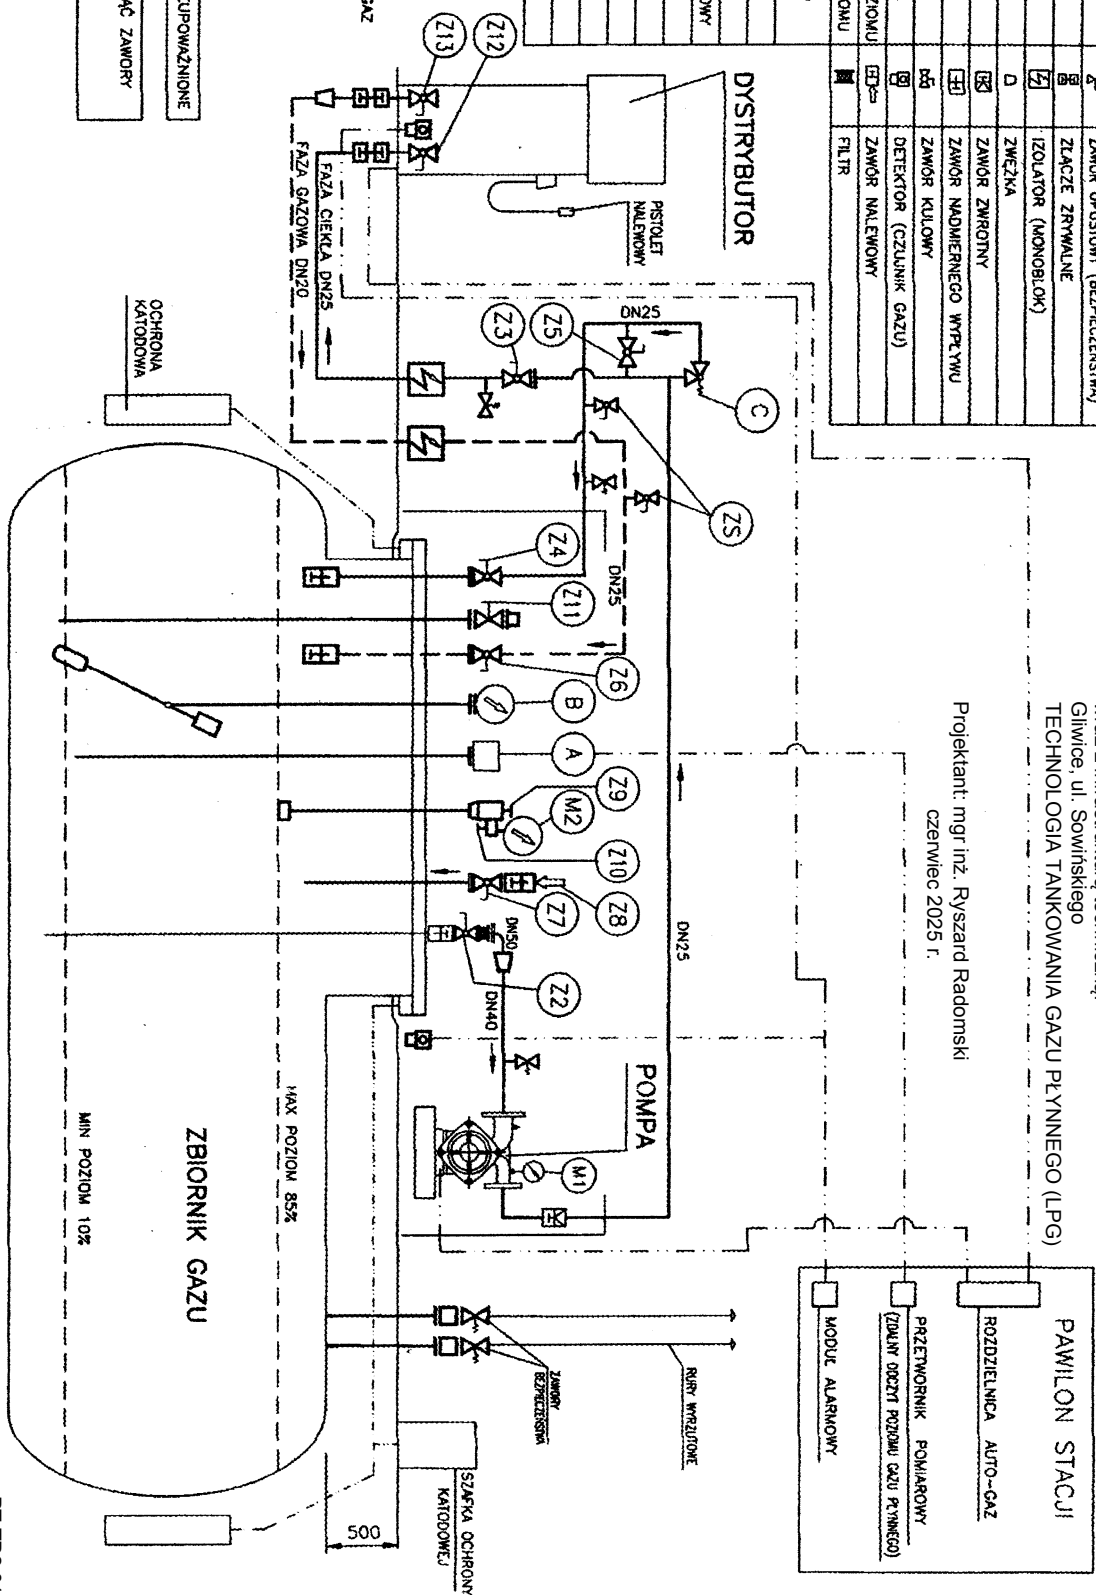 Gliwice, ul. Sowińskiego
TECHNOLOGIA TANKOWANIA GAZU PŁYNNEGO (LPG)
Projektant: mgr inż. Ryszard Radomski
czerwiec 2025 r.
PAWILON STACJI
ROZDZIELNICA AUTO-GAZ
PRZETWORNIK POMIAROWY
(ZDALNY ODCZYT POZIOMU GAZU PŁYNNEGO)
MODUŁ ALARMOWY
ZŁĄCZE ZRYWALNE
IZOLATOR (MONOBLOK)
ZWĘŻKA
ZAWÓR ZWROTNY
ZAWÓR NADMIERNEGO WYPŁYWU
ZAWÓR KULOWY
DETEKTOR (CZUJNIK GAZU)
ZAWÓR NALEWOWY
FILTR
DYSTRYBUTOR
PISTOLET
NALEWOWY
Z13
Z12
FAZA CIEKŁA DN25
FAZA GAZOWA DN20
OCHRONA
KATODOWA
DN25
Z3
Z5
C
ZS
Z4
DN25
Z11
Z6
B
A
Z9
M2
Z10
Z7
Z8
DN50
Z2
DN40
DN25
POMPA
M1
RURY WYRZUTOWE
ZAWORY
BEZPIECZEŃSTWA
SZAFKA OCHRONY
KATODOWEJ
500
MAX POZIOM 85%
ZBIORNIK GAZU
MIN POZIOM 10%
ZAWORY
GAZ